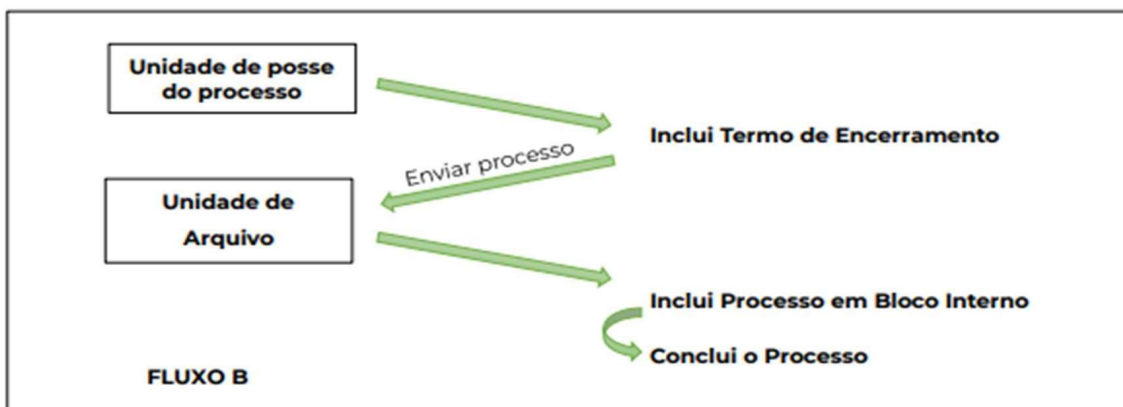 Unidade de posse
do processo
Inclui Termo de Encerramento
Enviar processo
Unidade de
Arquivo
Inclui Processo em Bloco Interno
Conclui o Processo
FLUXO B